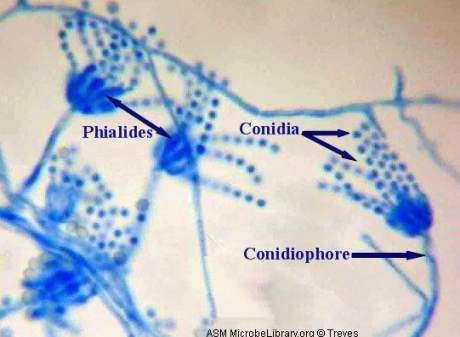 Phialides
Conidia
Conidiophore
ASM MicrobeLibrary.org © Treves